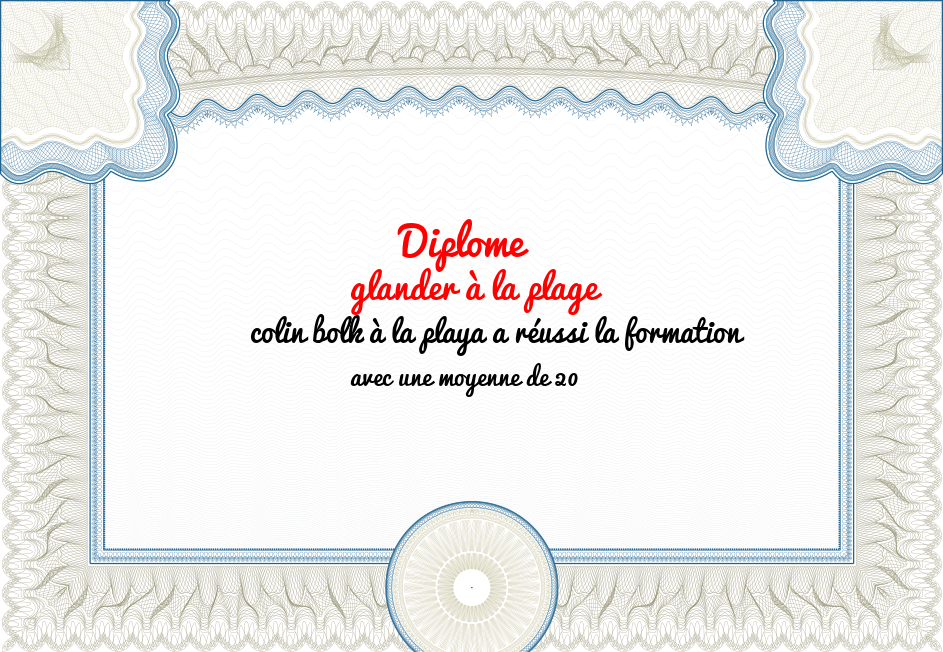 Diplome
glander à la plage
colin bolk à la playa a réussi la formation
avec une moyenne de 20